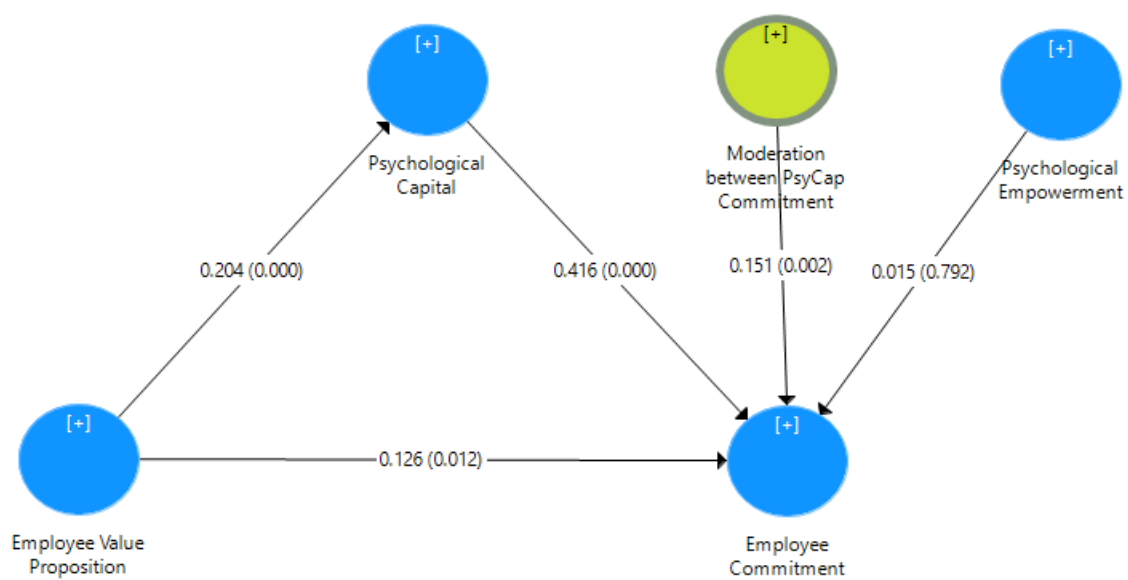 [+]
Psychological
Capital
[+]
Moderation
between PsyCap
Commitment
[+]
Psychological
Empowerment
0.204 (0.000)
0.416 (0.000)
0.151 (0.002)
0.015 (0.792)
[+]
Employee Value
Proposition
0.126 (0.012)
[+]
Employee
Commitment